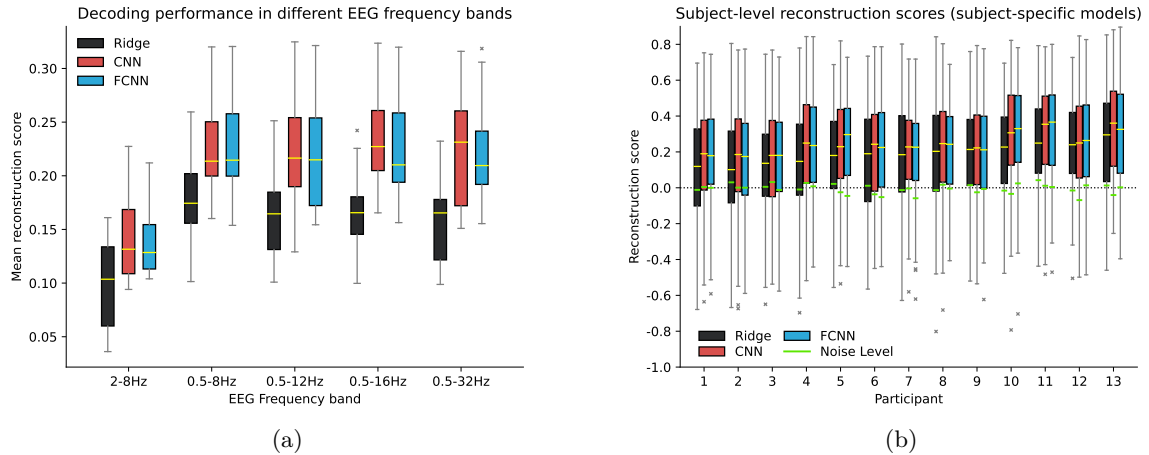 Decoding performance in different EEG frequency bands
Ridge
CNN
FCNN
Mean reconstruction score
0.30
0.25
0.20
0.15
0.10
0.05
2-8Hz 0.5-8Hz 0.5-12Hz 0.5-16Hz 0.5-32Hz
EEG Frequency band
(a)
Subject-level reconstruction scores (subject-specific models)
Reconstruction score
0.8
0.6
0.4
0.2
0.0
-0.2
-0.4
-0.6
-0.8
-1.0
Ridge FCNN
CNN Noise Level
1 2 3 4 5 6 7 8 9 10 11 12 13
Participant
(b)